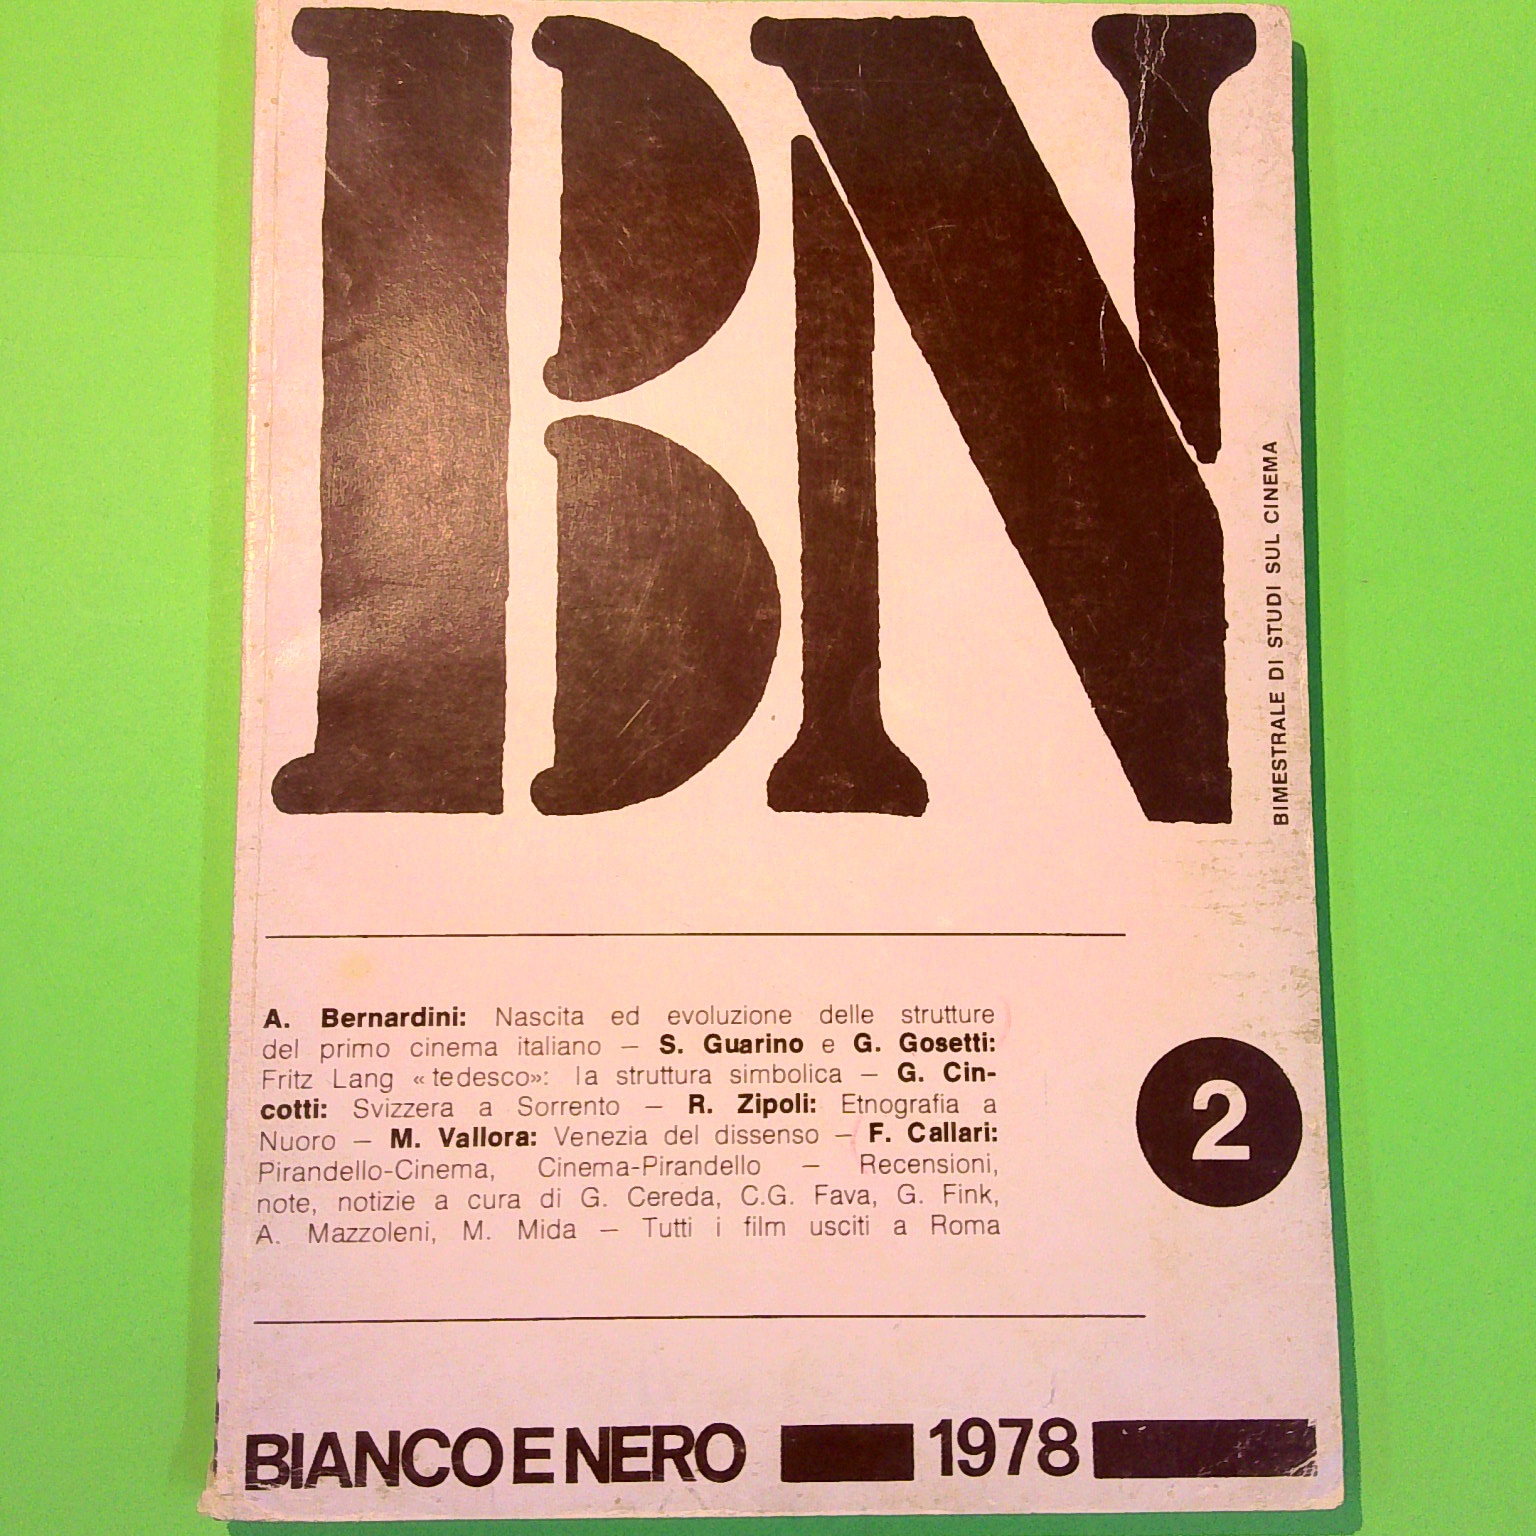 BN
BIMESTRALE DI STUDI SUL CINEMA
A. Bernardini: Nascita ed evoluzione delle strutture
del primo cinema italiano — S. Guarino e G. Gosetti:
Fritz Lang «tedesco»: la struttura simbolica — G. Cin-
cotti: Svizzera a Sorrento — R. Zipoli: Etnografia a
Nuoro — M. Vallora: Venezia del dissenso — F. Callari:
Pirandello-Cinema, Cinema-Pirandello — Recensioni,
note, notizie a cura di G. Cereda, C.G. Fava, G. Fink,
A. Mazzoleni, M. Mida — Tutti i film usciti a Roma
2
BIANCO E NERO 1978